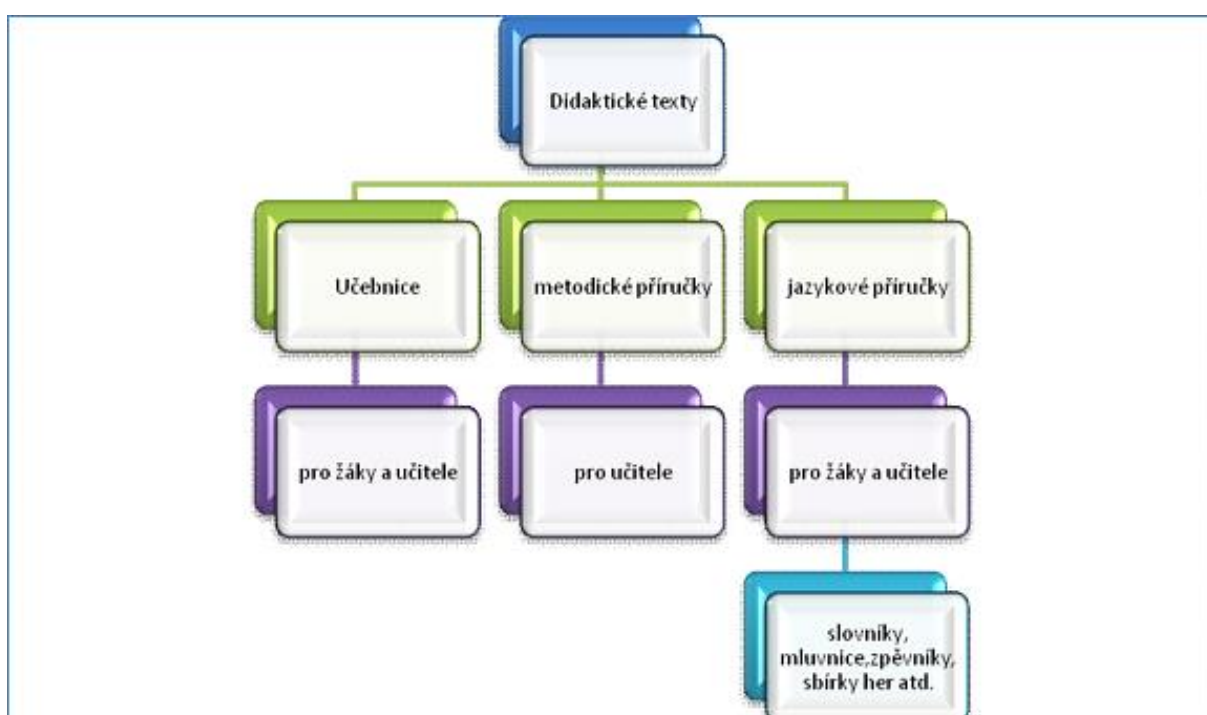 Didaktické texty
Učebnice
metodické příručky
jazykové příručky
pro žáky a učitele
pro učitele
pro žáky a učitele
slovníky,
mluvnice,zpěvníky,
sbírky her atd.